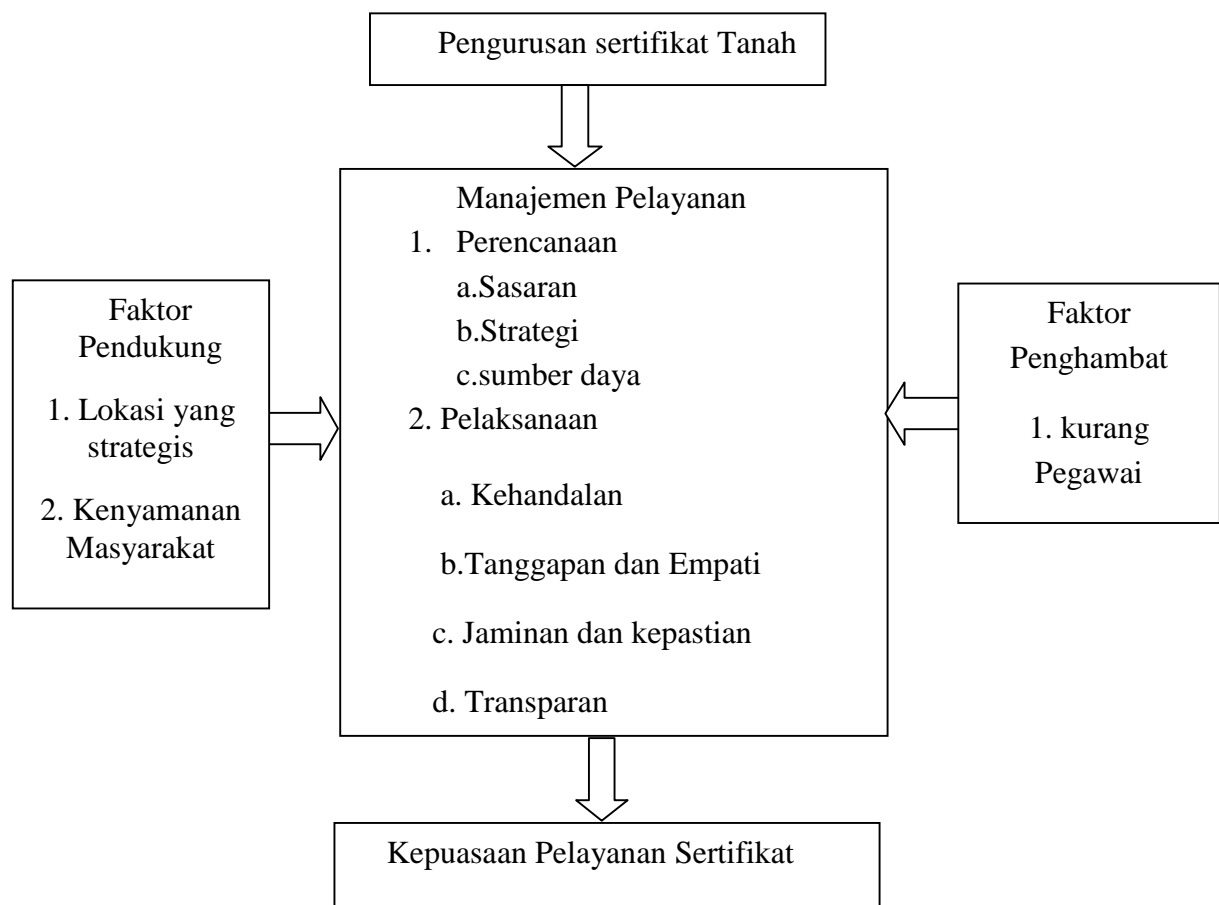 Pengurusan sertifikat Tanah
Manajemen Pelayanan
1. Perencanaan
a.Sasaran
b.Strategi
c.sumber daya
2. Pelaksanaan
a. Kehandalan
b.Tanggapan dan Empati
c. Jaminan dan kepastian
d. Transparan
Faktor
Pendukung
1. Lokasi yang
strategis
2. Kenyamanan
Masyarakat
Faktor
Penghambat
1. kurang
Pegawai
Kepuasaan Pelayanan Sertifikat